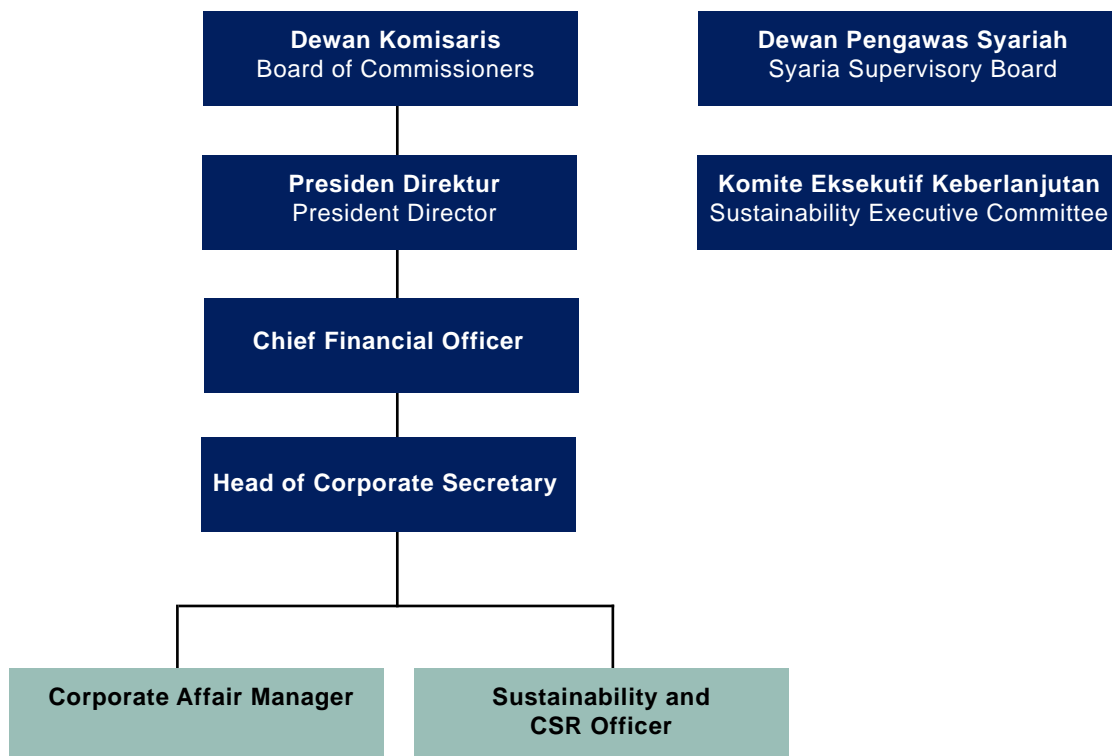 Dewan Komisaris
Board of Commissioners
Dewan Pengawas Syariah
Syaria Supervisory Board
Presiden Direktur
President Director
Komite Eksekutif Keberlanjutan
Sustainability Executive Committee
Chief Financial Officer
Head of Corporate Secretary
Corporate Affair Manager
Sustainability and
CSR Officer